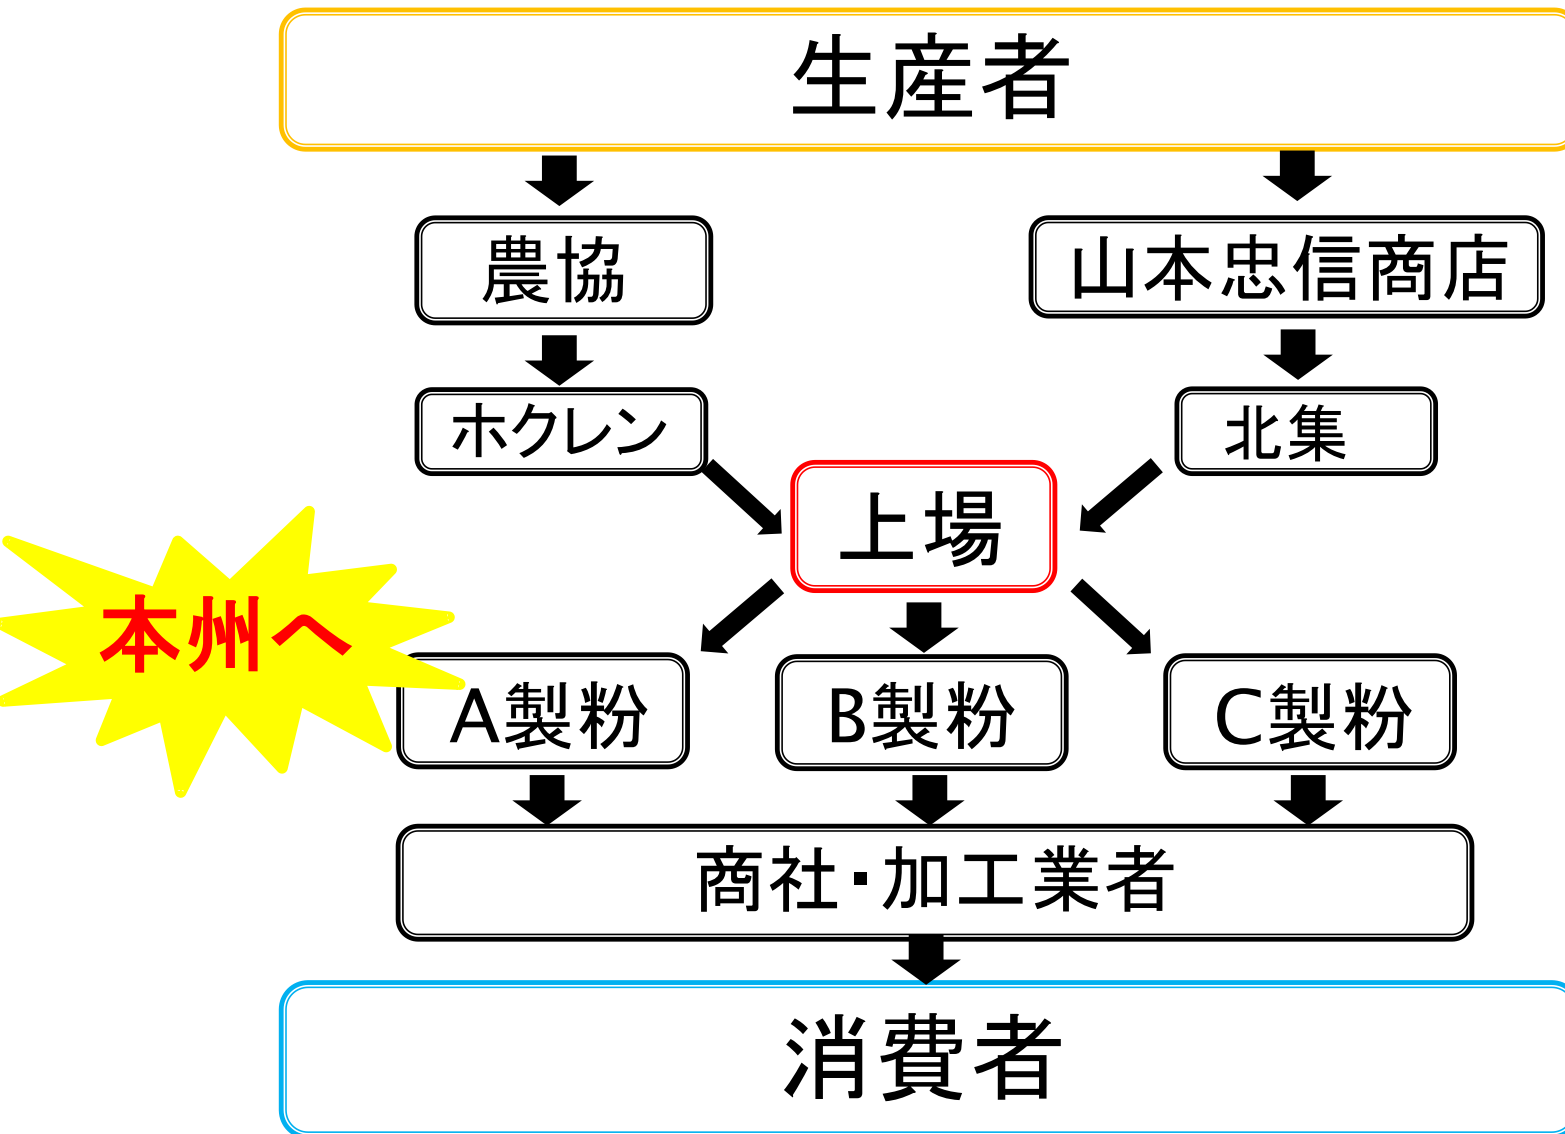 生産者
農協
山本忠信商店
ホクレン
北集
上場
本州へ
A製粉
B製粉
C製粉
商社・加工業者
消費者